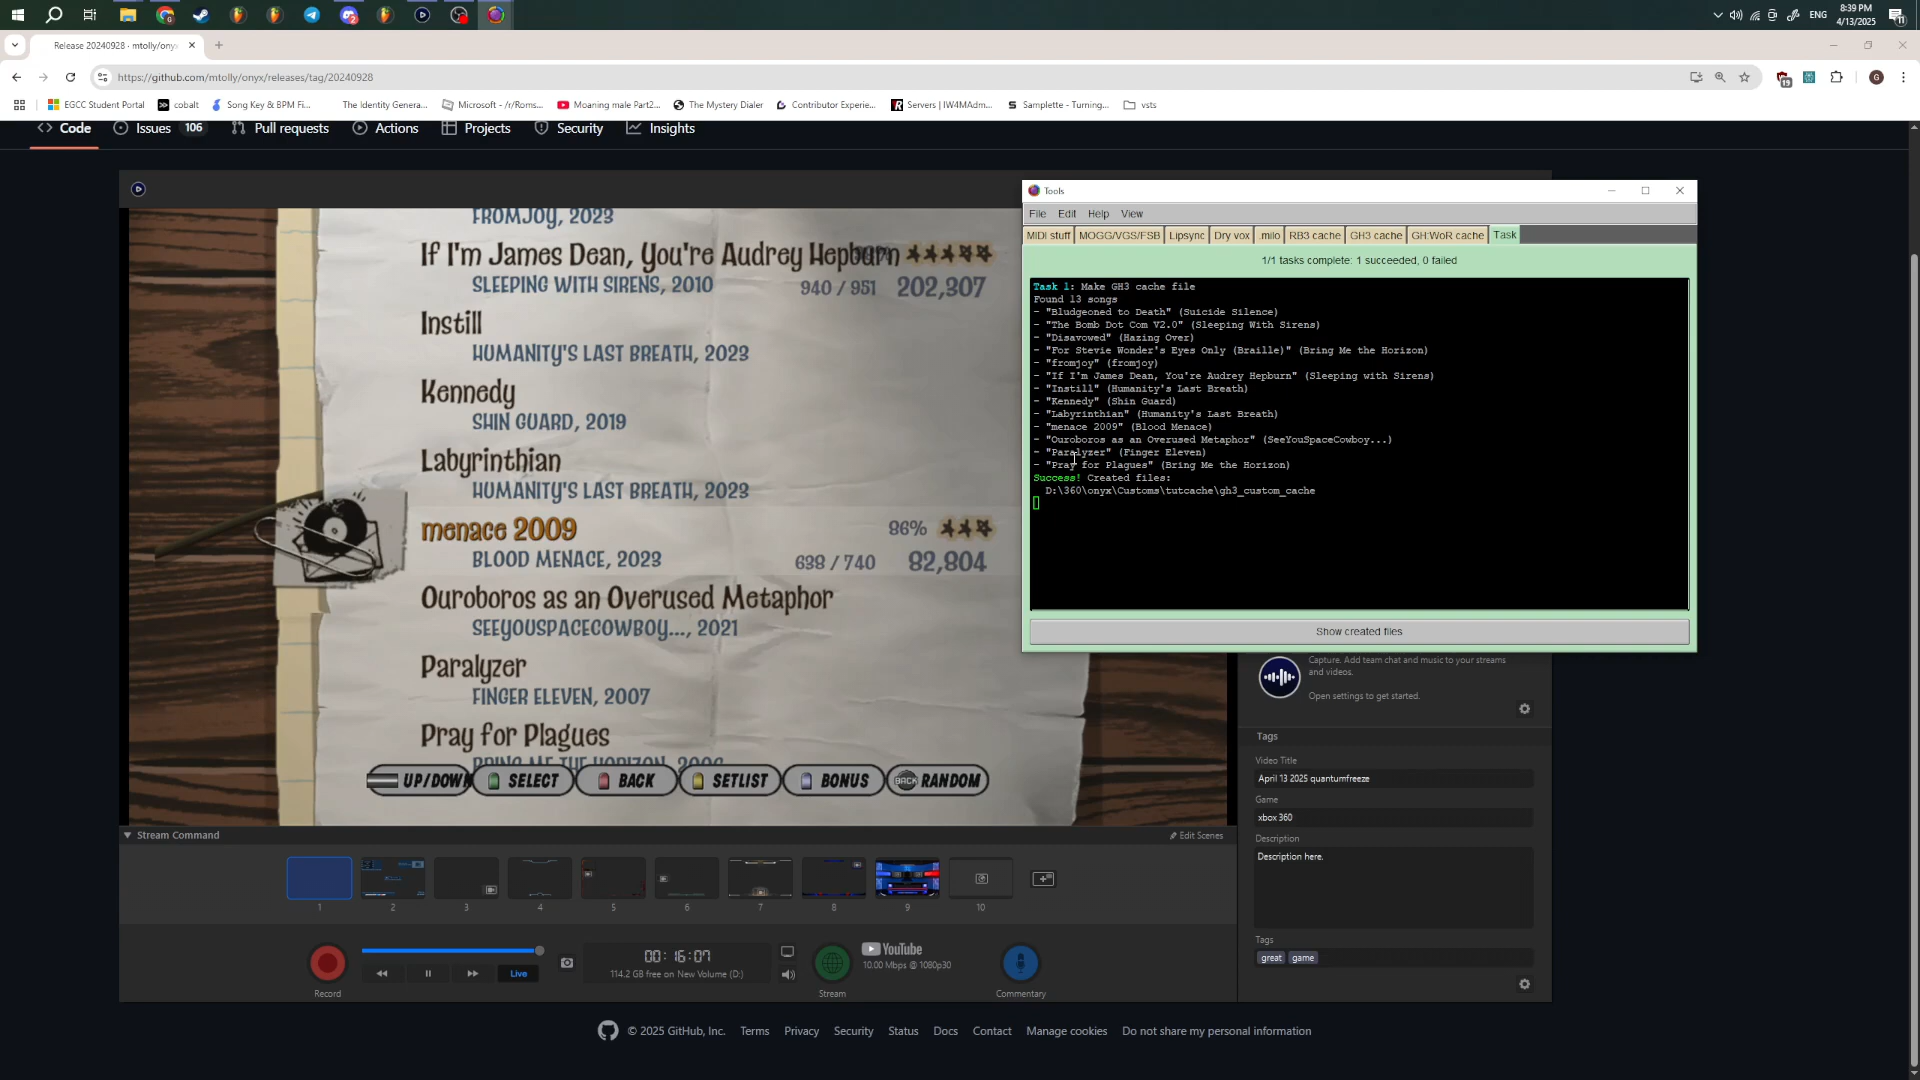 ENG
8:39 PM
4/13/2025
11
Release 20240928 · mtolly/ony
https://github.com/mtolly/onyx/releases/tag/20240928
EGCC Student Portal
cobalt
Song Key & BPM Fi...
The Identity Genera...
Microsoft - /r/Roms...
Moaning male Part2...
The Mystery Dialer
Contributor Experie...
Servers | IW4MAdm...
Samplette - Turning...
vsts
Code
Issues 106
Pull requests
Actions
Projects
Security
Insights
FROMJOY, 2023
If I'm James Dean, You're Audrey Hepburn
SLEEPING WITH SIRENS, 2010 940 / 951 202,307
Instill
HUMANITY'S LAST BREATH, 2023
Kennedy
SHIN GUARD, 2019
Labyrinthian
HUMANITY'S LAST BREATH, 2023
menace 2009 86%
BLOOD MENACE, 2023 638 / 740 82,804
Ouroboros as an Overused Metaphor
SEEYOUSPACECOWBOY..., 2021
Paralyzer
FINGER ELEVEN, 2007
Pray for Plagues
BRING ME THE HORIZON, 2006
UP/DOWN SELECT BACK SETLIST BONUS BACK RANDOM
Tools
File Edit Help View
MIDI stuff MOGG/VGS/FSB Lipsync Dry vox .milo RB3 cache GH3 cache GH:WoR cache Task
1/1 tasks complete: 1 succeeded, 0 failed
Task 1: Make GH3 cache file
Found 13 songs
- "Bludgeoned to Death" (Suicide Silence)
- "The Bomb Dot Com V2.0" (Sleeping With Sirens)
- "Disavowed" (Hazing Over)
- "For Stevie Wonder's Eyes Only (Braille)" (Bring Me the Horizon)
- "fromjoy" (fromjoy)
- "If I'm James Dean, You're Audrey Hepburn" (Sleeping with Sirens)
- "Instill" (Humanity's Last Breath)
- "Kennedy" (Shin Guard)
- "Labyrinthian" (Humanity's Last Breath)
- "menace 2009" (Blood Menace)
- "Ouroboros as an Overused Metaphor" (SeeYouSpaceCowboy...)
- "Paralyzer" (Finger Eleven)
- "Pray for Plagues" (Bring Me the Horizon)
Success! Created files:
D:\360\onyx\Customs\tutcache\gh3_custom_cache
Show created files
Capture. Add team chat and music to your streams
and videos.
Open settings to get started.
Tags
Video Title
April 13 2025 quantumfreeze
Game
xbox 360
Description
Description here.
Tags
great game
Stream Command
Edit Scenes
1 2 3 4 5 6 7 8 9 10
Record
Live
00:16:07
114.2 GB free on New Volume (D:)
Stream
YouTube
10.00 Mbps @ 1080p30
Commentary
© 2025 GitHub, Inc. Terms Privacy Security Status Docs Contact Manage cookies Do not share my personal information